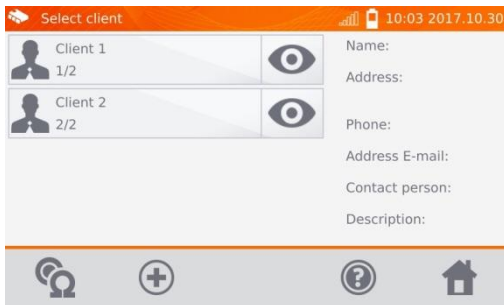 Select client
10:03 2017.10.30
Client 1
1/2
Client 2
2/2
Name:
Address:
Phone:
Address E-mail:
Contact person:
Description: